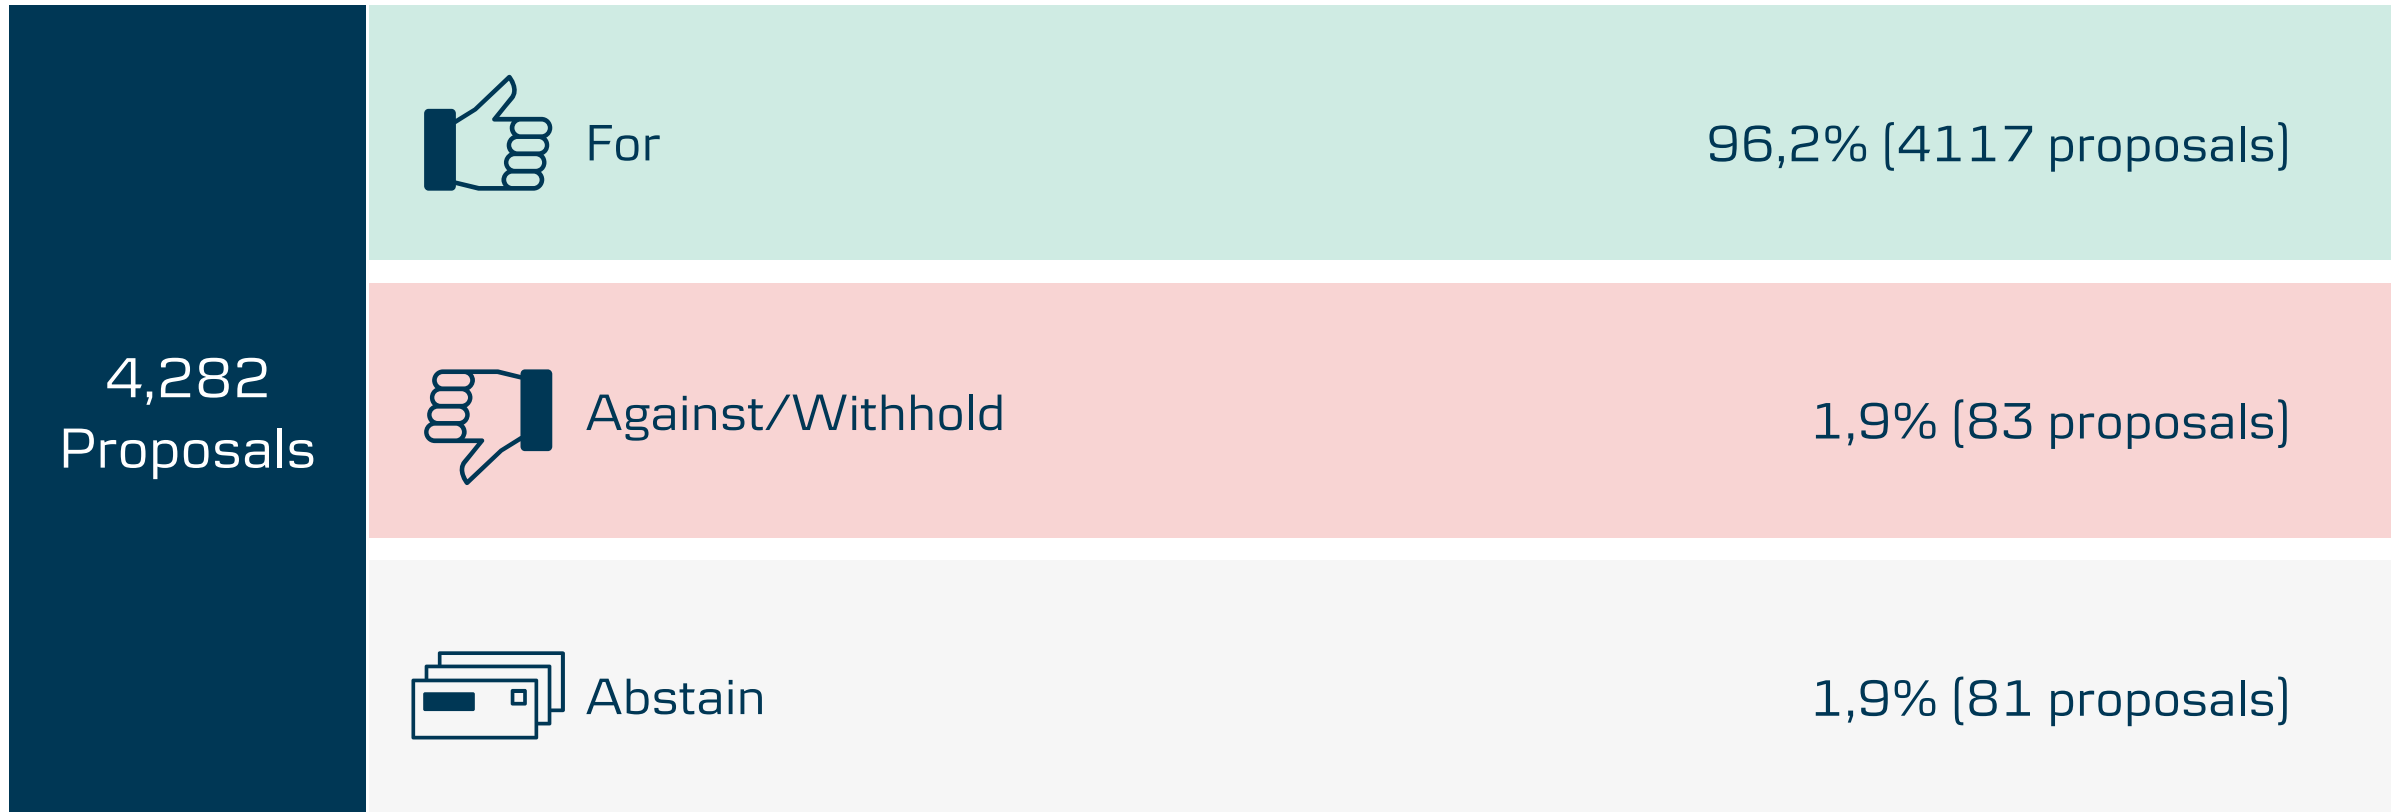 4,282
Proposals
For
96,2% (4117 proposals)
Against/Withhold
1,9% (83 proposals)
Abstain
1,9% (81 proposals)